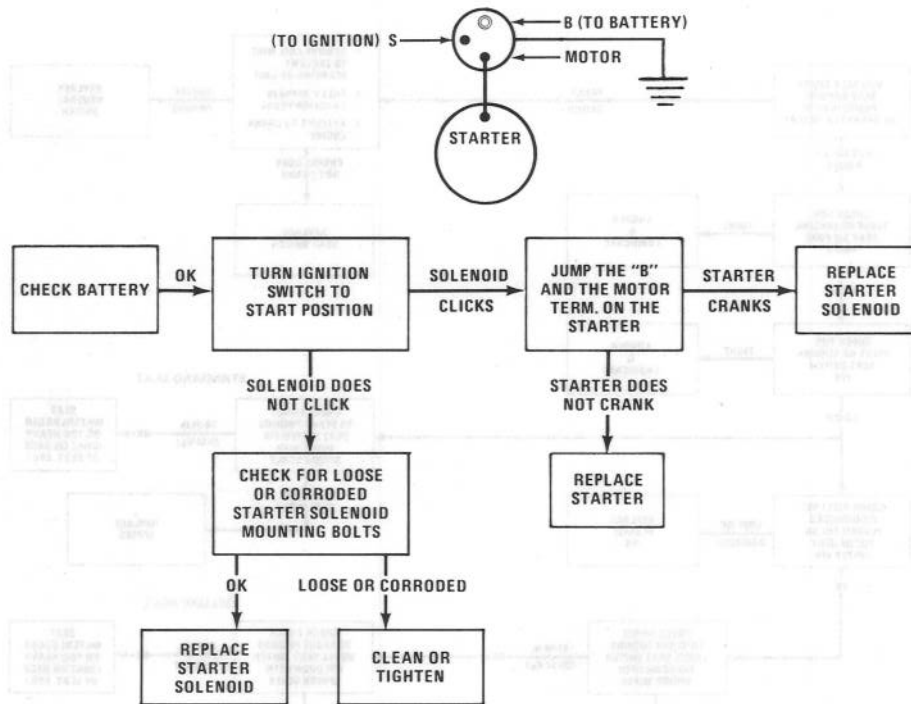 B (TO BATTERY)
(TO IGNITION) S
MOTOR
STARTER
CHECK BATTERY
OK
TURN IGNITION
SWITCH TO
START POSITION
SOLENOID
CLICKS
JUMP THE "B"
AND THE MOTOR
TERM. ON THE
STARTER
STARTER
CRANKS
REPLACE
STARTER
SOLENOID
SOLENOID DOES
NOT CLICK
STARTER DOES
NOT CRANK
CHECK FOR LOOSE
OR CORRODED
STARTER SOLENOID
MOUNTING BOLTS
REPLACE
STARTER
OK
LOOSE OR CORRODED
REPLACE
STARTER
SOLENOID
CLEAN OR
TIGHTEN